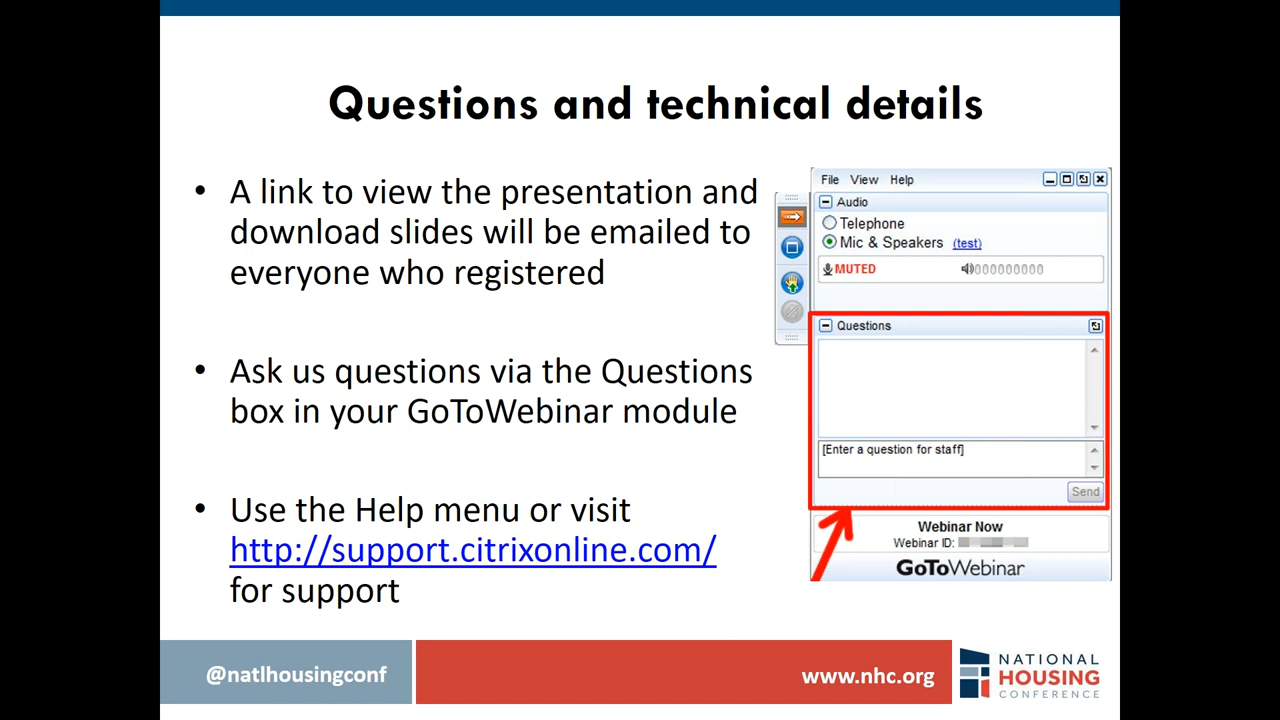 Questions and technical details
• A link to view the presentation and
download slides will be emailed to
everyone who registered
• Ask us questions via the Questions
box in your GoToWebinar module
• Use the Help menu or visit
http://support.citrixonline.com/
for support
File View Help
Audio
Telephone
Mic & Speakers (test)
MUTED
Questions
[Enter a question for staff]
Send
Webinar Now
Webinar ID:
GoToWebinar
@natlhousingconf
www.nhc.org
NATIONAL
HOUSING
CONFERENCE